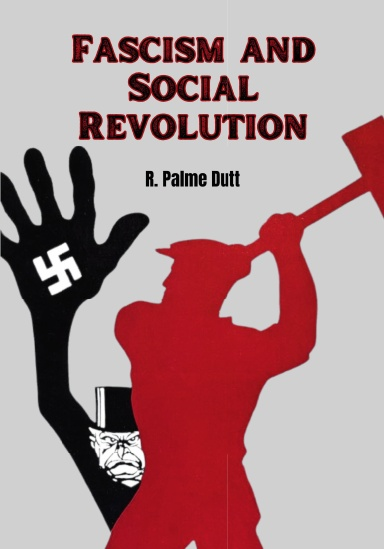 Fascism and
Social
Revolution
R. Palme Dutt